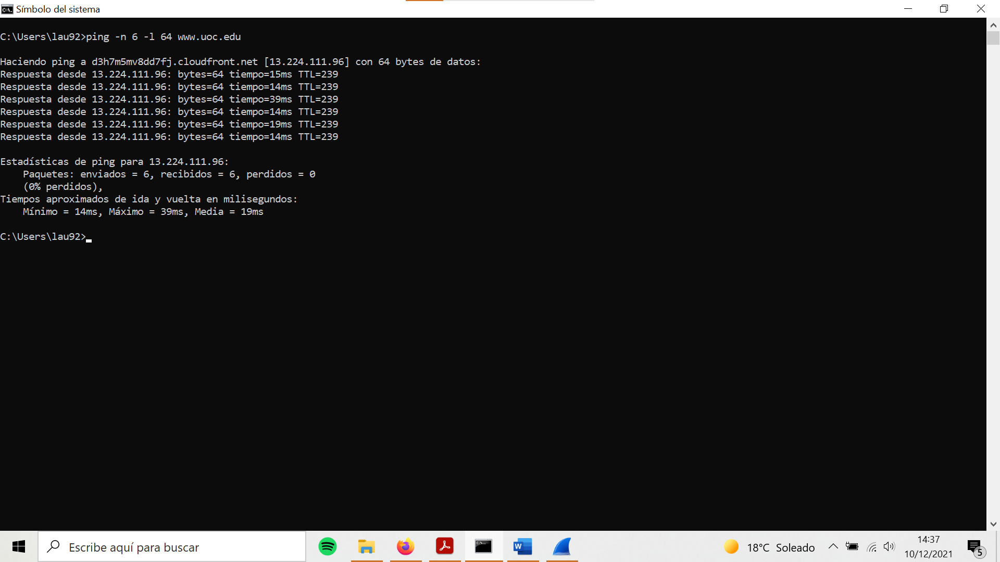 Símbolo del sistema
C:\Users\lau92>ping -n 6 -l 64 www.uoc.edu
Haciendo ping a d3h7m5mv8dd7fj.cloudfront.net [13.224.111.96] con 64 bytes de datos:
Respuesta desde 13.224.111.96: bytes=64 tiempo=15ms TTL=239
Respuesta desde 13.224.111.96: bytes=64 tiempo=14ms TTL=239
Respuesta desde 13.224.111.96: bytes=64 tiempo=39ms TTL=239
Respuesta desde 13.224.111.96: bytes=64 tiempo=14ms TTL=239
Respuesta desde 13.224.111.96: bytes=64 tiempo=19ms TTL=239
Respuesta desde 13.224.111.96: bytes=64 tiempo=14ms TTL=239
Estadísticas de ping para 13.224.111.96:
    Paquetes: enviados = 6, recibidos = 6, perdidos = 0
    (0% perdidos),
Tiempos aproximados de ida y vuelta en milisegundos:
    Mínimo = 14ms, Máximo = 39ms, Media = 19ms
C:\Users\lau92>
Escribe aquí para buscar
18°C Soleado
14:37
10/12/2021
5